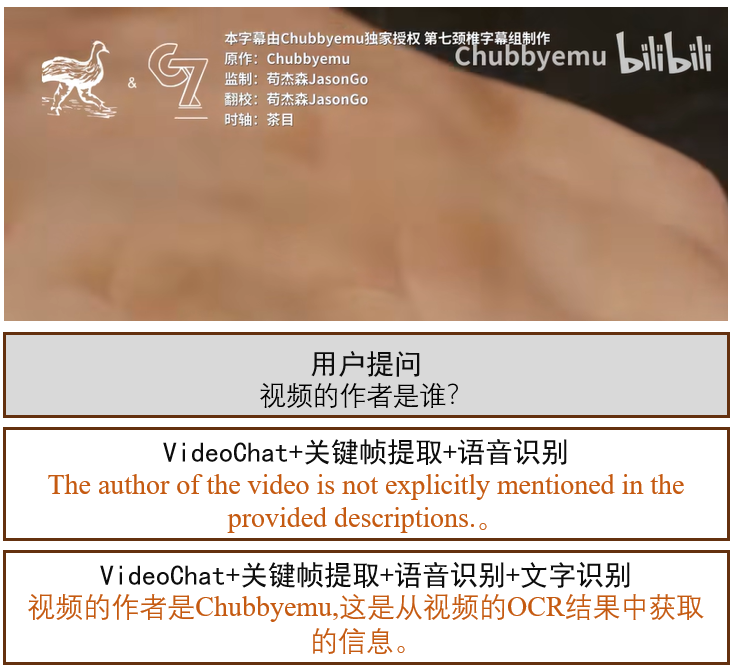 本字幕由Chubbyemu独家授权 第七颈椎字幕组制作
原作：Chubbyemu
监制：荀杰森JasonGo
翻校：荀杰森JasonGo
时轴：茶目
&
C7
Chubbyemu bilibili
用户提问
视频的作者是谁？
VideoChat+关键帧提取+语音识别
The author of the video is not explicitly mentioned in the
provided descriptions.。
VideoChat+关键帧提取+语音识别+文字识别
视频的作者是Chubbyemu,这是从视频的OCR结果中获取
的信息。